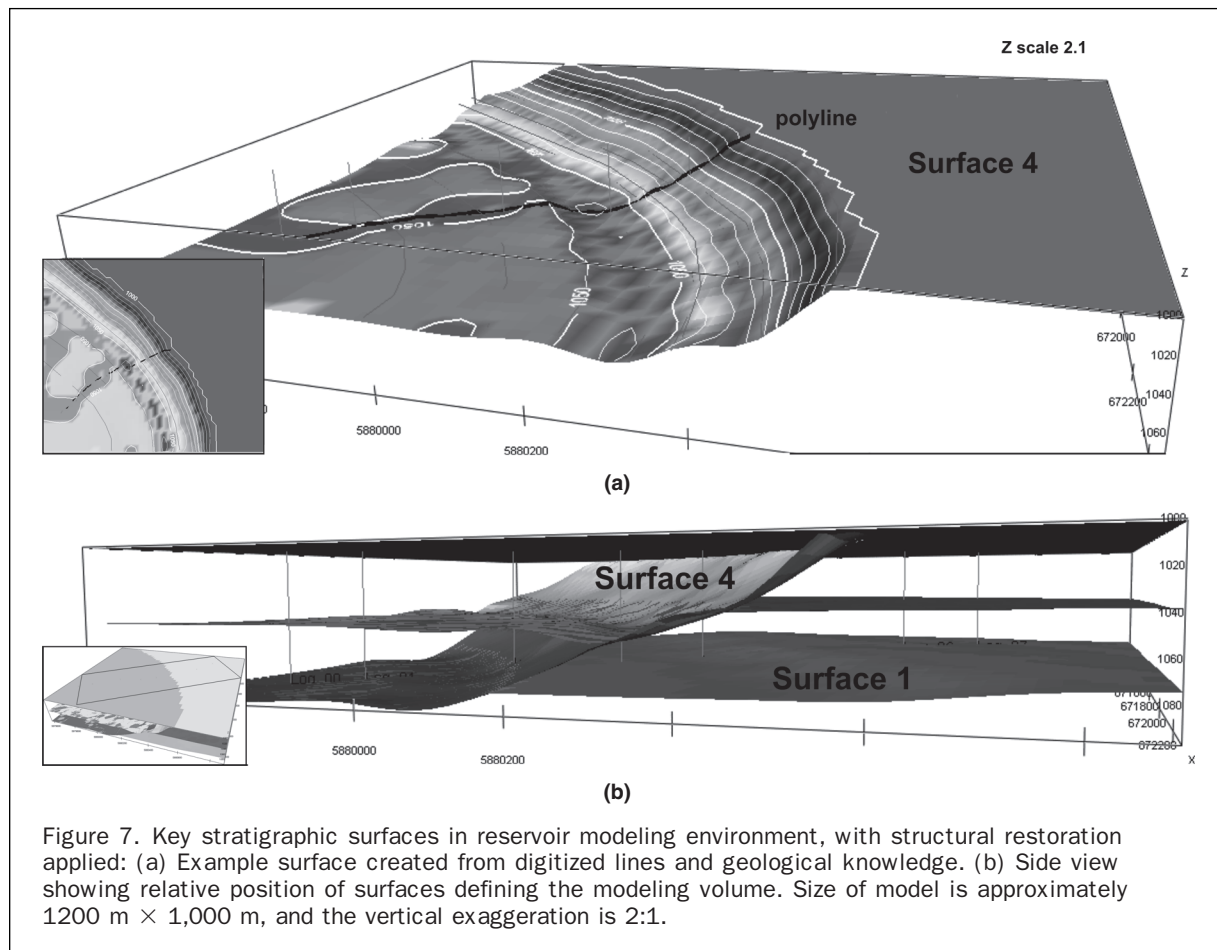 Z scale 2.1
polyline
Surface 4
1050
1050
Z
1000
672000
1020
1040
672200
1060
1000
5880000
5880200
(a)
1000
1020
Surface 4
1040
1060
Surface 1
1080
671800
672000
672200
5880000
5880200
X
(b)
Figure 7. Key stratigraphic surfaces in reservoir modeling environment, with structural restoration
applied: (a) Example surface created from digitized lines and geological knowledge. (b) Side view
showing relative position of surfaces defining the modeling volume. Size of model is approximately
1200 m × 1,000 m, and the vertical exaggeration is 2:1.